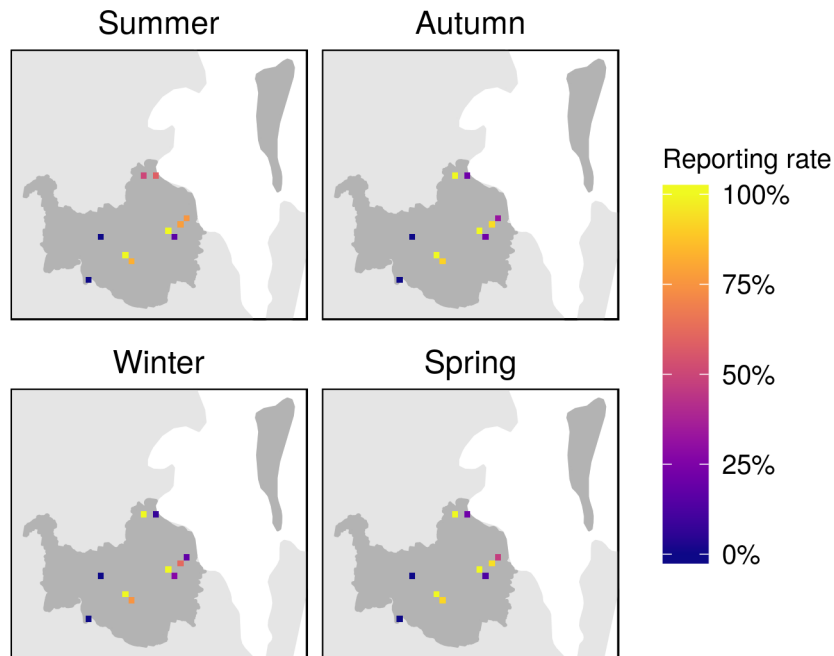 Summer
Autumn
Reporting rate
100%
75%
50%
25%
0%
Winter
Spring